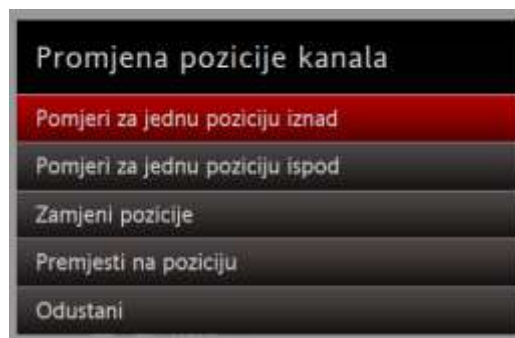 Promjena pozicije kanala
Pomjeri za jednu poziciju iznad
Pomjeri za jednu poziciju ispod
Zamjeni pozicije
Premjesti na poziciju
Odustani